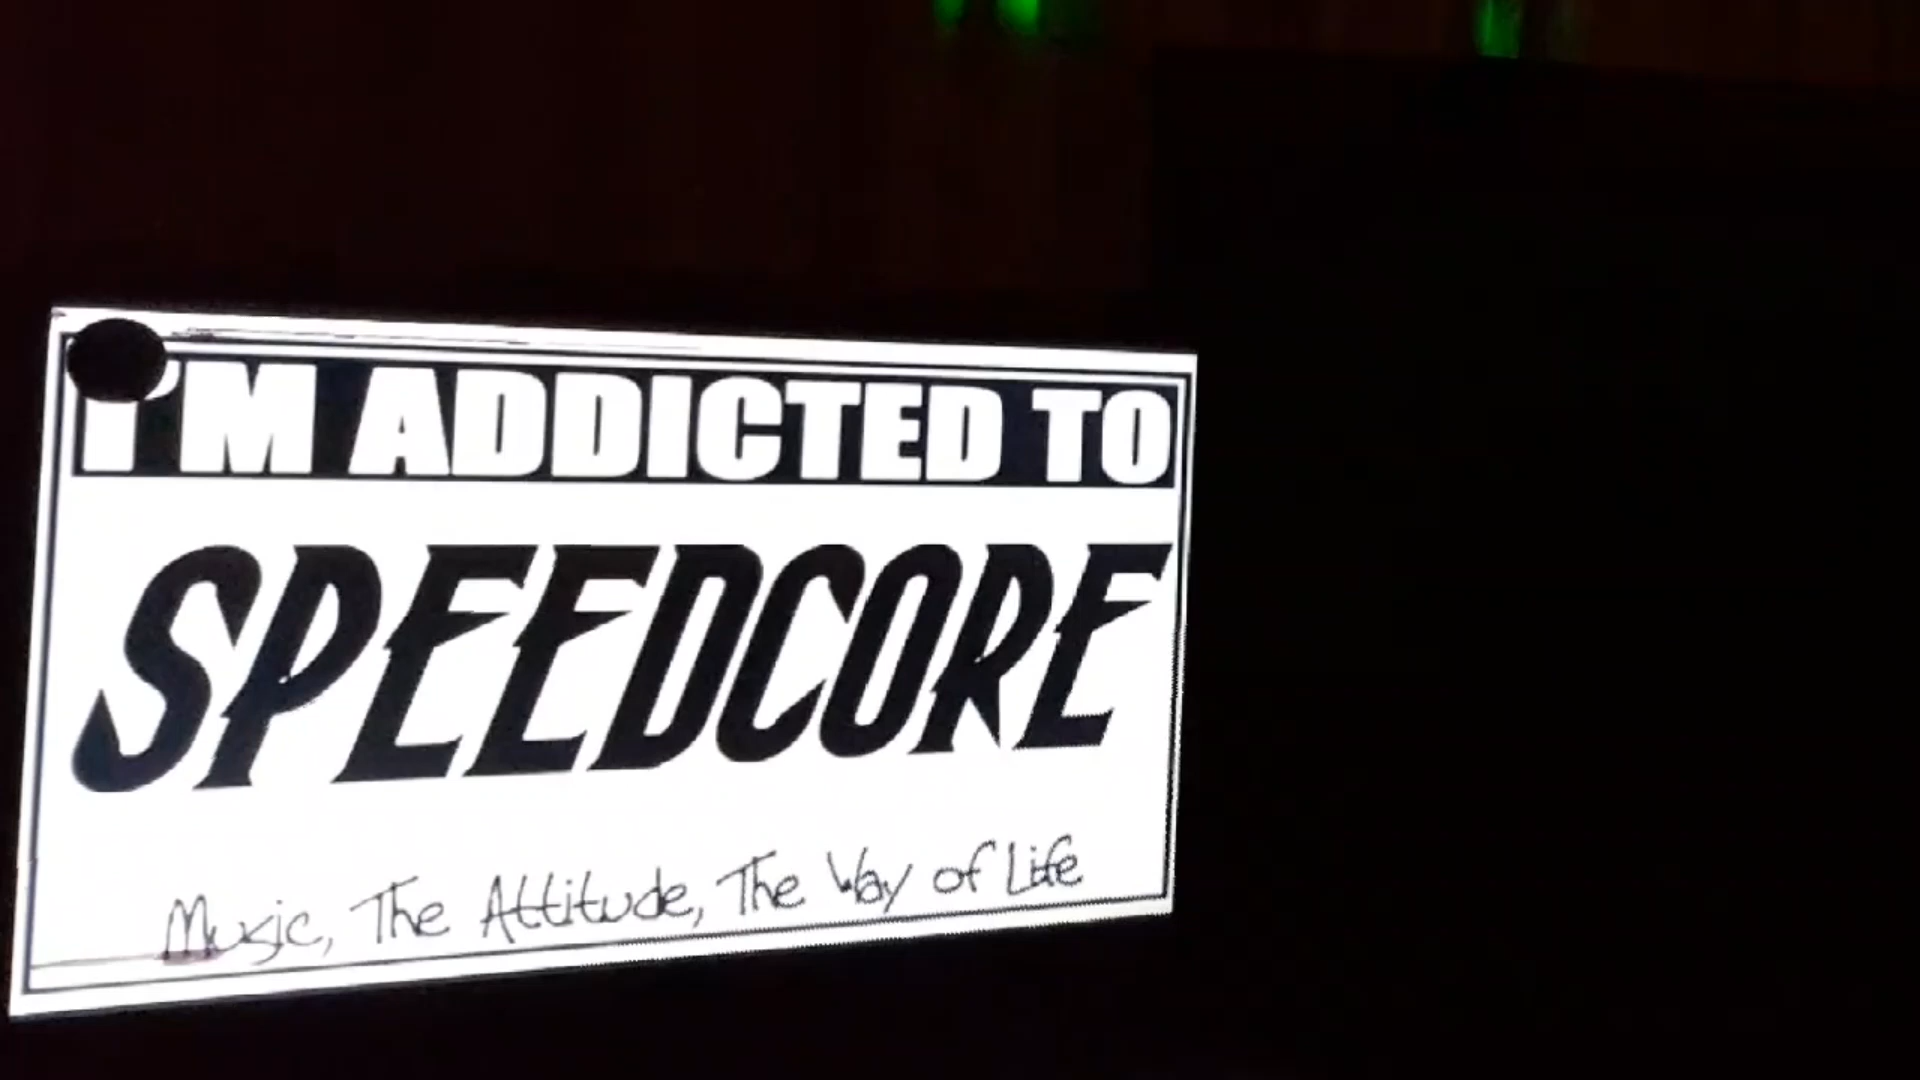 I'M ADDICTED TO
SPEEDCORE
Music, The Attitude, The Way of Life